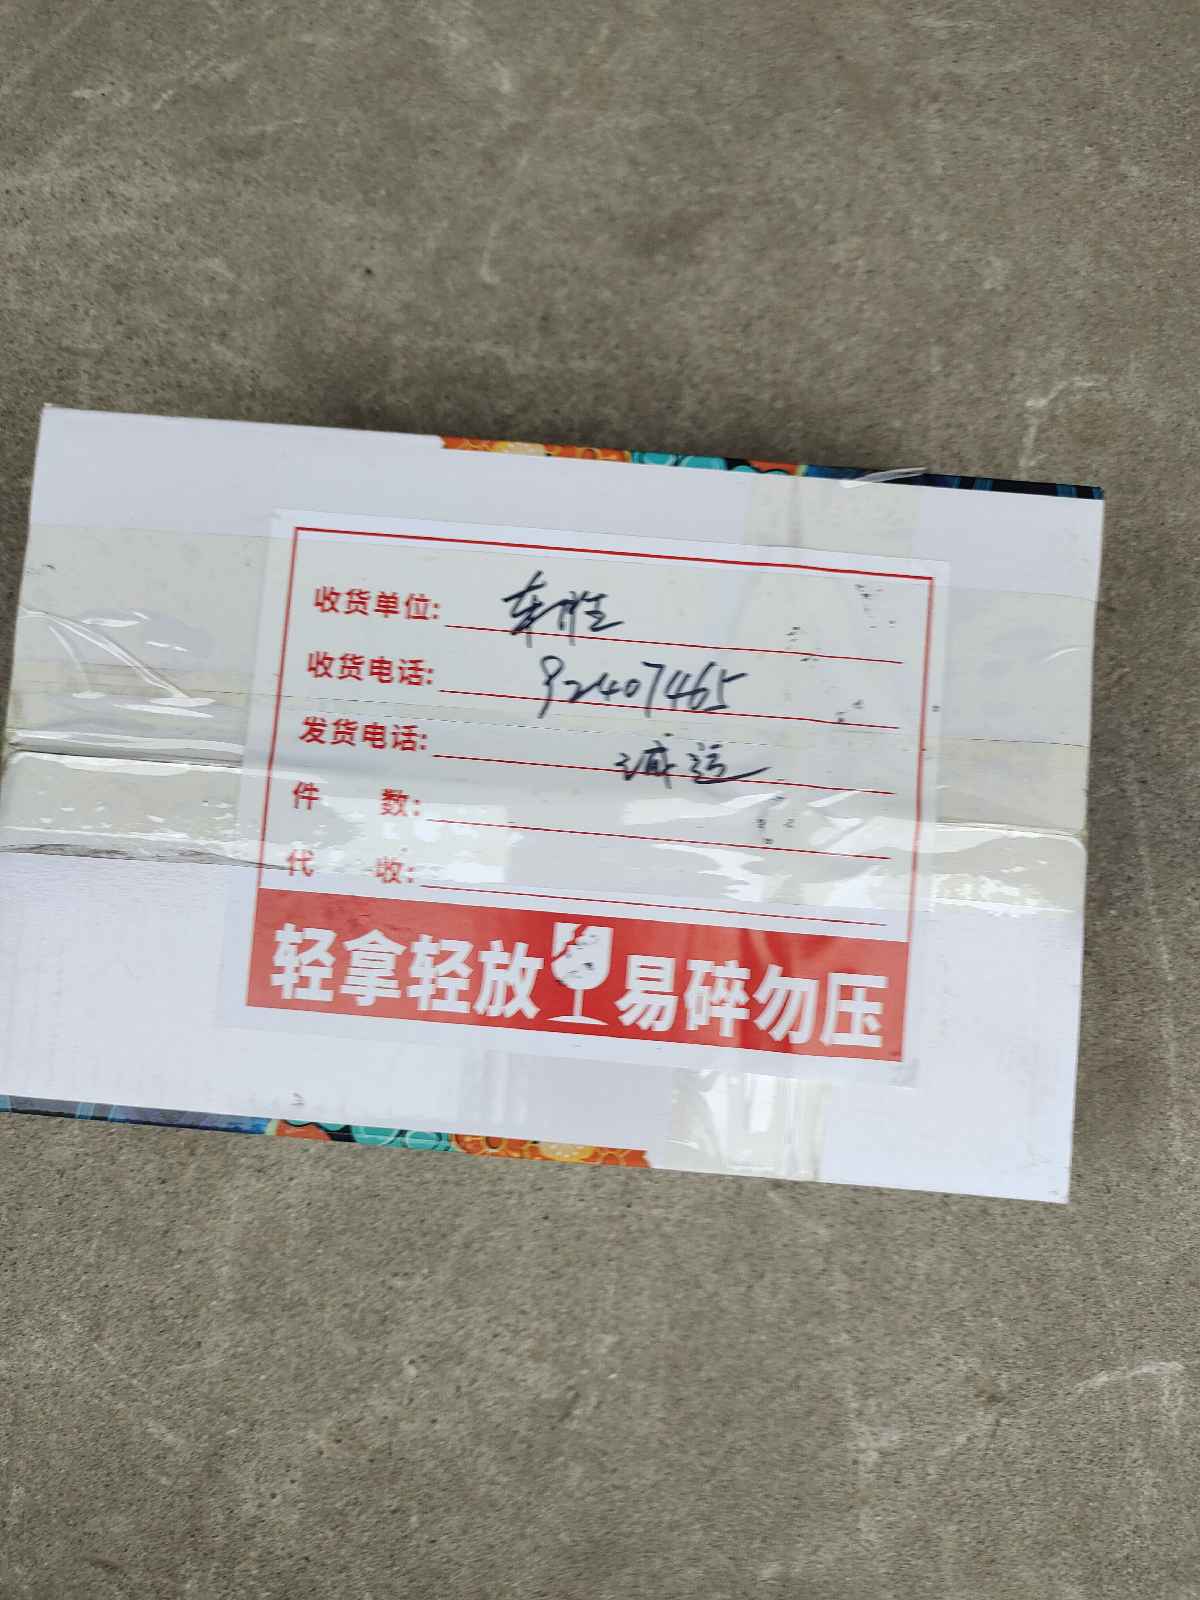 收货单位: 车胜
收货电话: 92407465
发货电话: 诚运
件 数:
代 收:
轻拿轻放 易碎勿压